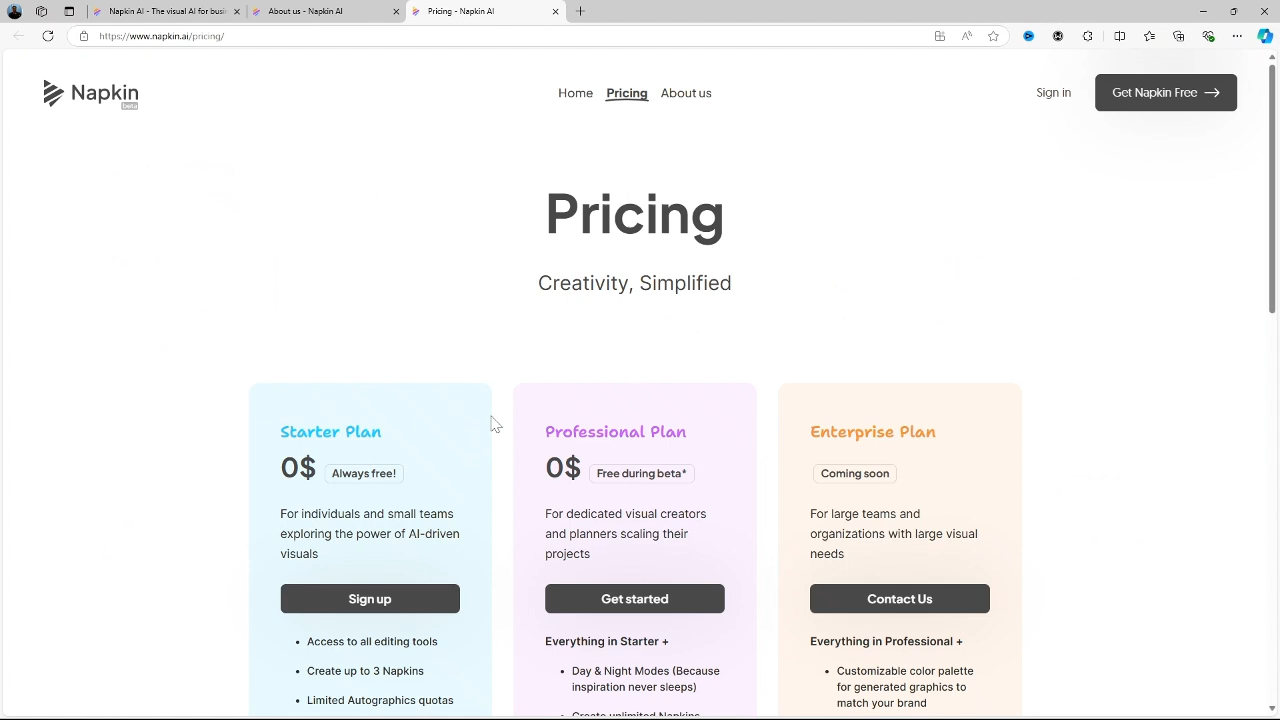 Napkin AI - The visual AI for busin
About us - Napkin AI
Pricing - Napkin AI
https://www.napkin.ai/pricing/
Napkin
beta
Home
Pricing
About us
Sign in
Get Napkin Free
Pricing
Creativity, Simplified
Starter Plan
0$ Always free!
For individuals and small teams
exploring the power of AI-driven
visuals
Sign up
• Access to all editing tools
• Create up to 3 Napkins
• Limited Autographics quotas
Professional Plan
0$ Free during beta*
For dedicated visual creators
and planners scaling their
projects
Get started
Everything in Starter +
• Day & Night Modes (Because
inspiration never sleeps)
• Create unlimited Napkins
Enterprise Plan
Coming soon
For large teams and
organizations with large visual
needs
Contact Us
Everything in Professional +
• Customizable color palette
for generated graphics to
match your brand